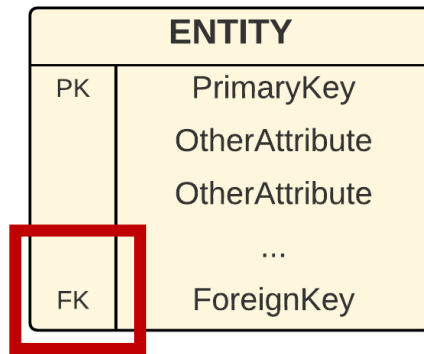 ENTITY
PK PrimaryKey
OtherAttribute
OtherAttribute
...
FK ForeignKey